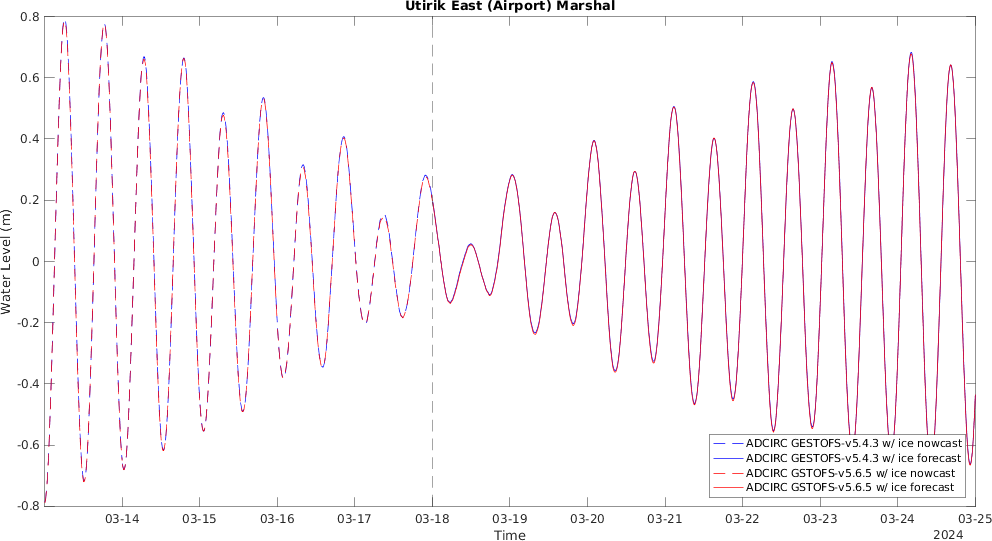 Utirik East (Airport) Marshal
Water Level (m)
0.8
0.6
0.4
0.2
0
-0.2
-0.4
-0.6
-0.8
ADCIRC GESTOFS-v5.4.3 w/ ice nowcast
ADCIRC GESTOFS-v5.4.3 w/ ice forecast
ADCIRC GSTOFS-v5.6.5 w/ ice nowcast
ADCIRC GSTOFS-v5.6.5 w/ ice forecast
03-14 03-15 03-16 03-17 03-18 03-19 03-20 03-21 03-22 03-23 03-24 03-25
Time
2024